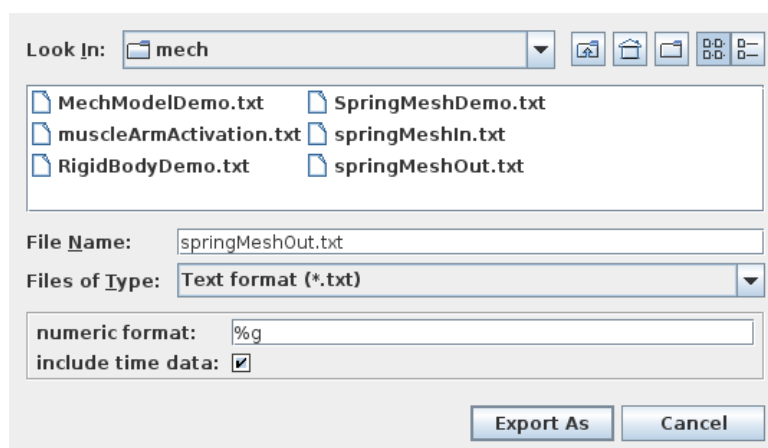 Look In: mech
MechModelDemo.txt SpringMeshDemo.txt
muscleArmActivation.txt springMeshIn.txt
RigidBodyDemo.txt springMeshOut.txt
File Name: springMeshOut.txt
Files of Type: Text format (*.txt)
numeric format: %g
include time data:
Export As Cancel